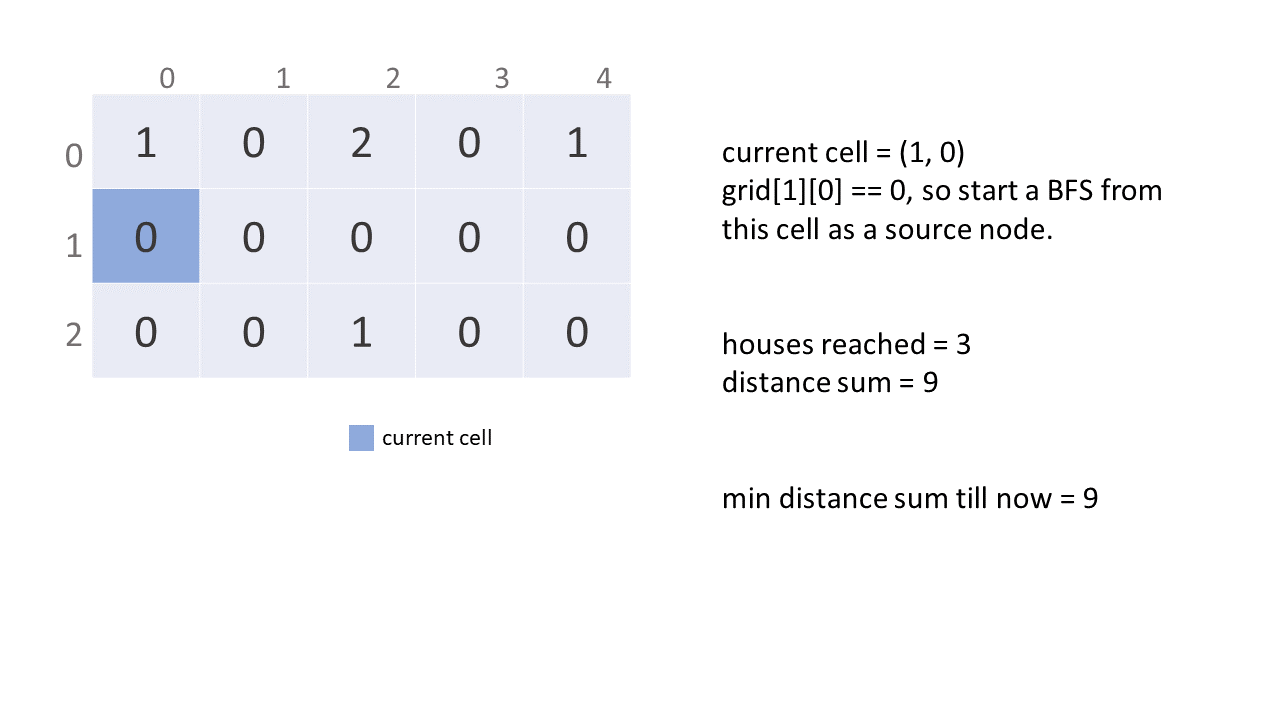 0 1 2 3 4
0 1 0 2 0 1
1 0 0 0 0 0
2 0 0 1 0 0
current cell
current cell = (1, 0)
grid[1][0] == 0, so start a BFS from
this cell as a source node.
houses reached = 3
distance sum = 9
min distance sum till now = 9